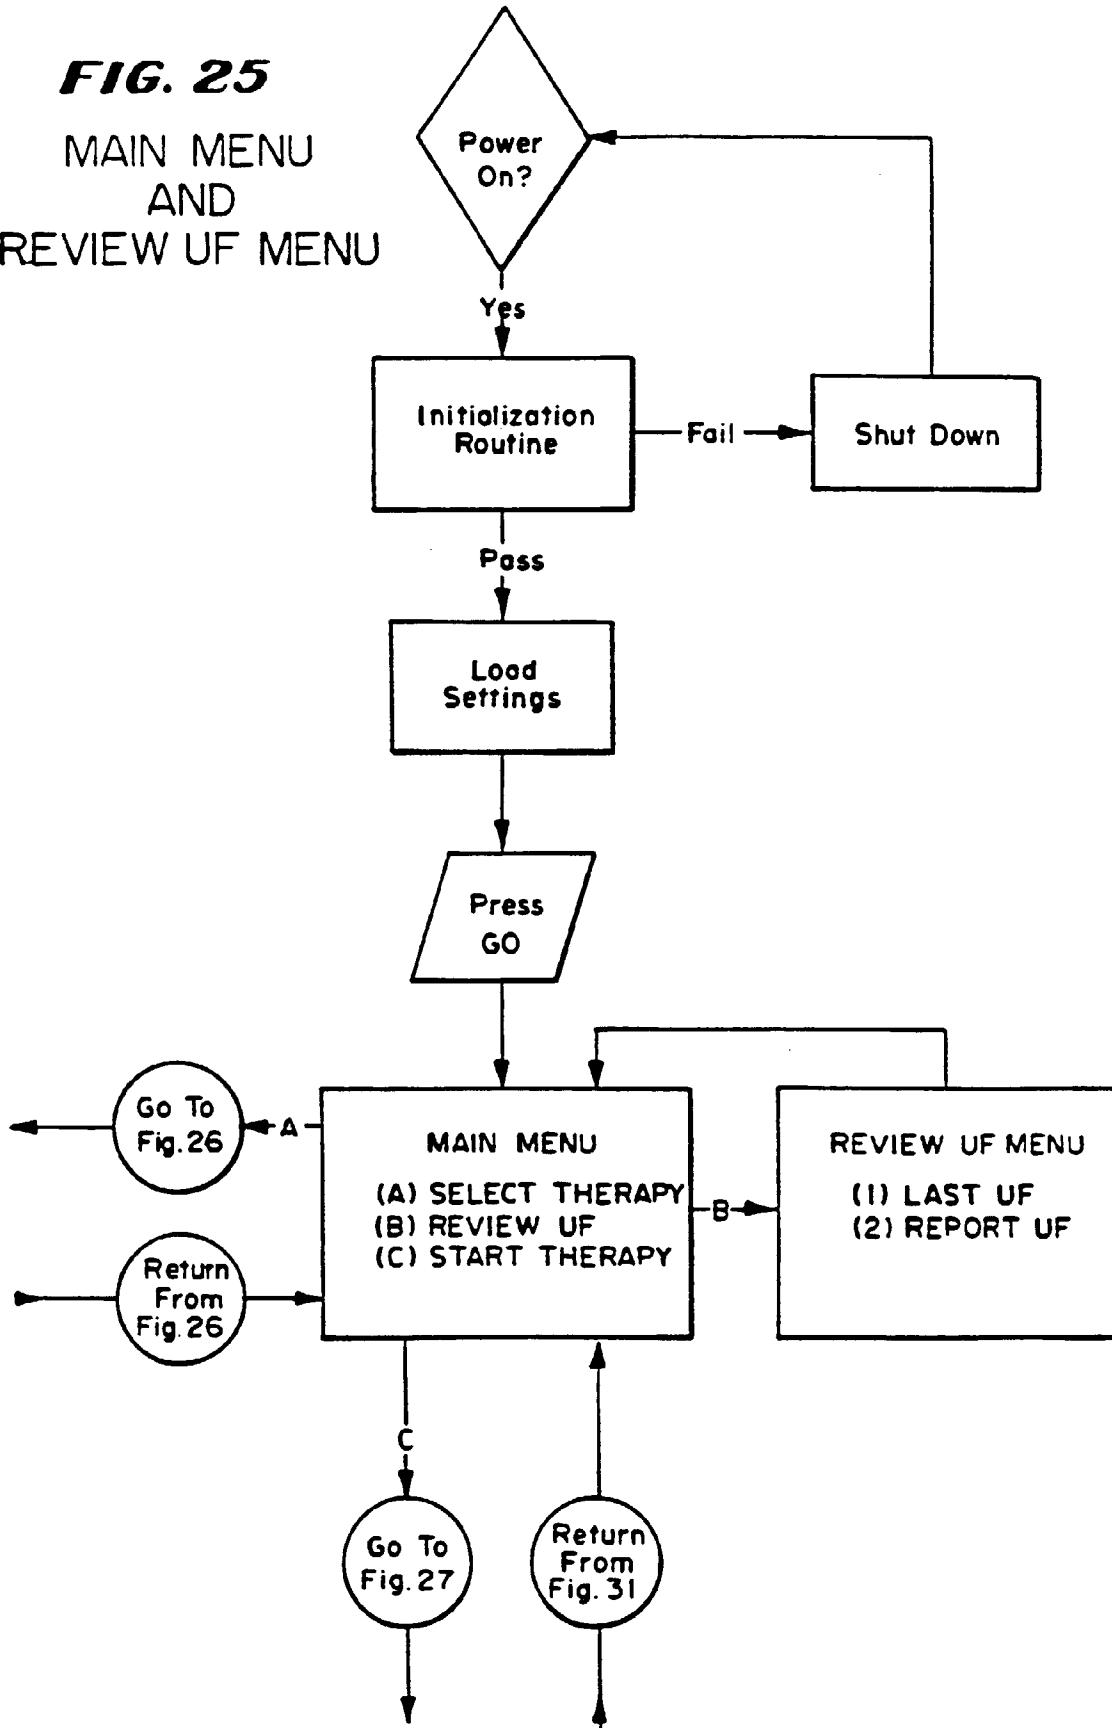 FIG. 25
MAIN MENU
AND
REVIEW UF MENU
Power
On?
Yes
Initialization
Routine
Fail
Shut Down
Pass
Load
Settings
Press
GO
Go To
Fig. 26
A
MAIN MENU
(A) SELECT THERAPY
(B) REVIEW UF
(C) START THERAPY
B
REVIEW UF MENU
(1) LAST UF
(2) REPORT UF
Return
From
Fig. 26
C
Go To
Fig. 27
Return
From
Fig. 31